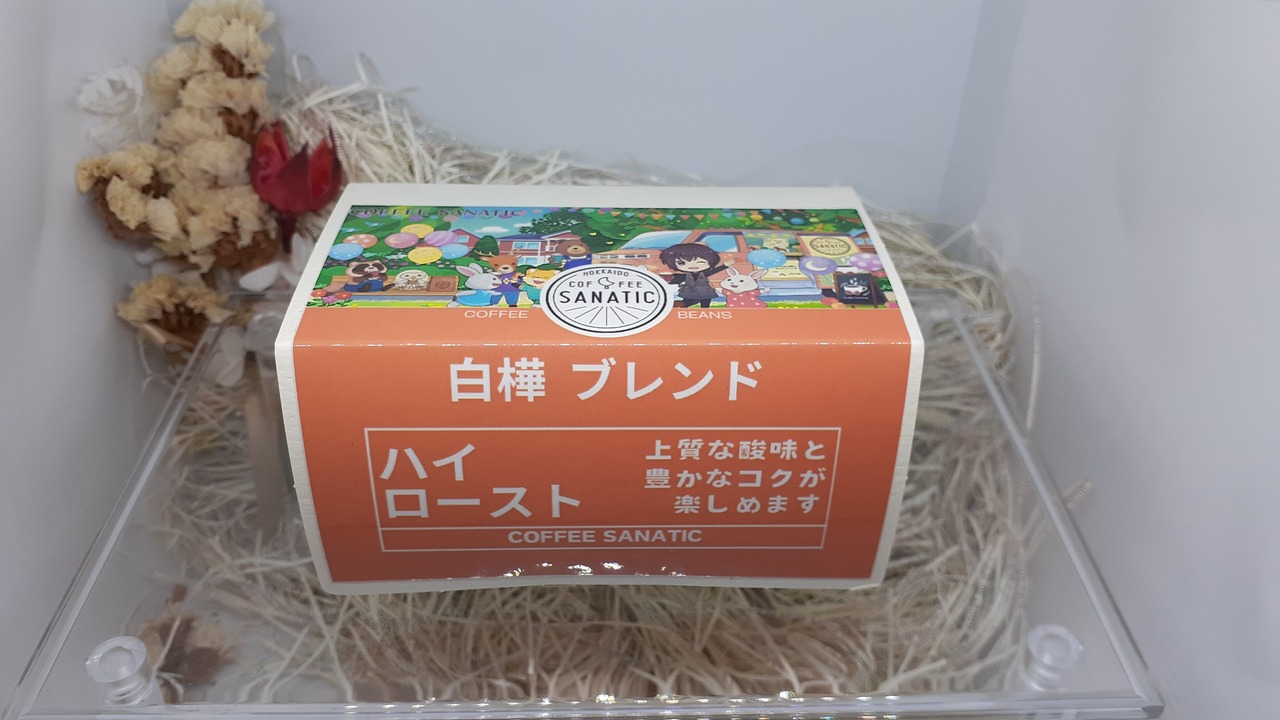 COFFEE SANATIC
SANATIC
HOKKAIDO
COFFEE
SANATIC
COFFEE
BEANS
白樺 ブレンド
ハイ
ロースト
上質な酸味と
豊かなコクが
楽しめます
COFFEE SANATIC